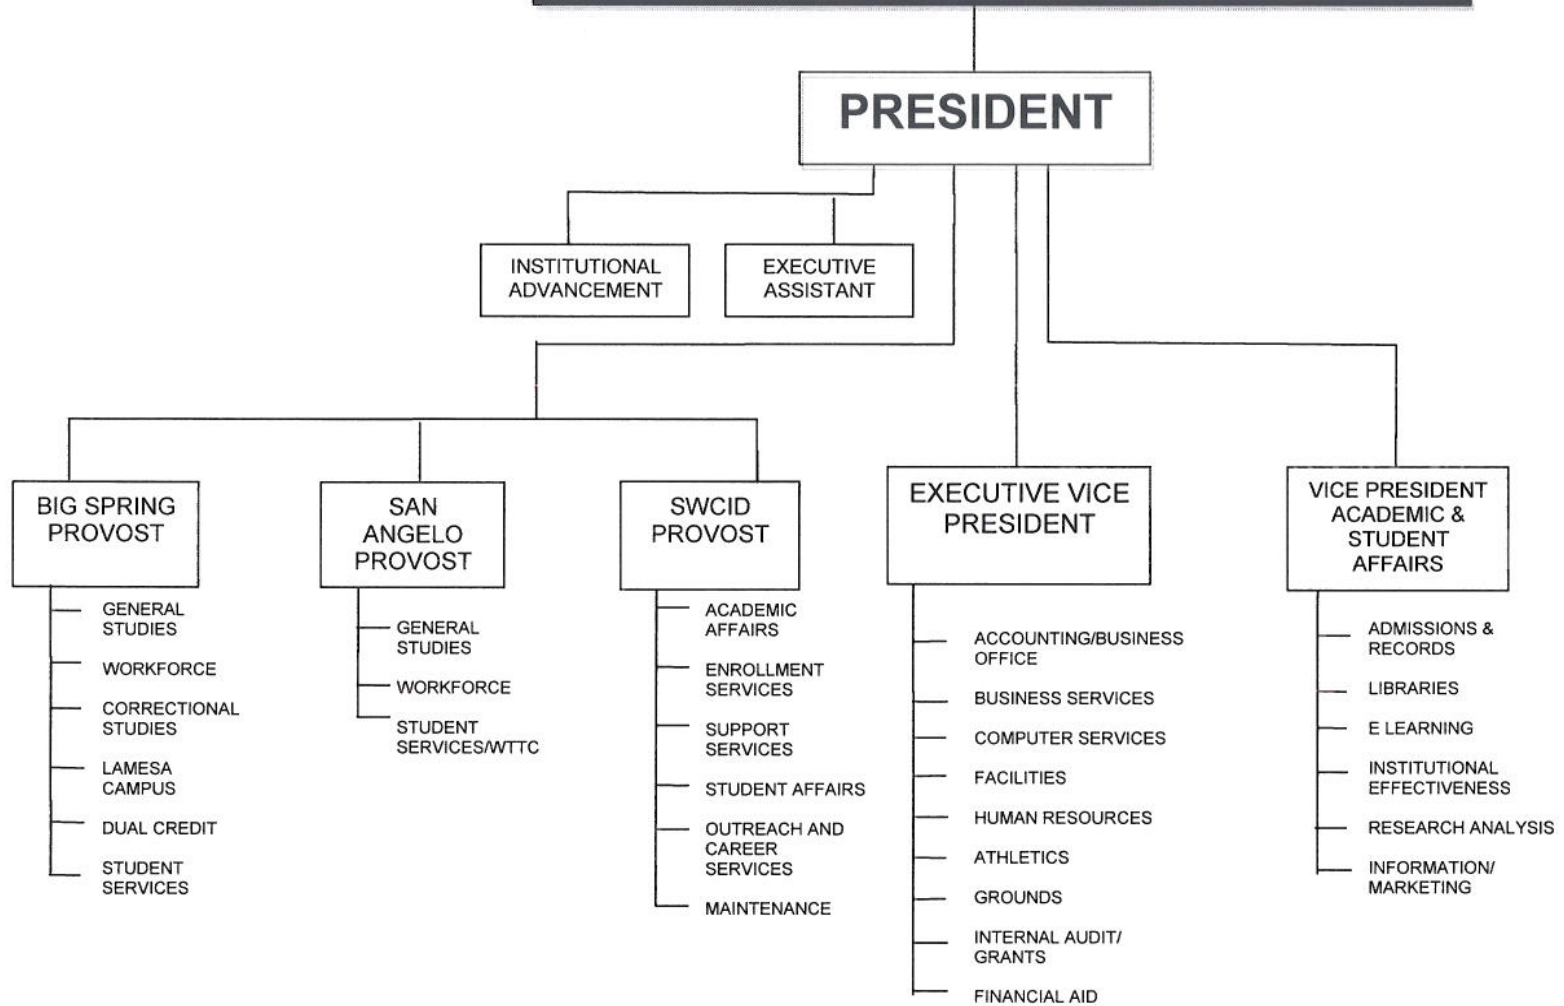 PRESIDENT
INSTITUTIONAL
ADVANCEMENT
EXECUTIVE
ASSISTANT
BIG SPRING
PROVOST
GENERAL
STUDIES
WORKFORCE
CORRECTIONAL
STUDIES
LAMESA
CAMPUS
DUAL CREDIT
STUDENT
SERVICES
SAN
ANGELO
PROVOST
GENERAL
STUDIES
WORKFORCE
STUDENT
SERVICES/WTTC
SWCID
PROVOST
ACADEMIC
AFFAIRS
ENROLLMENT
SERVICES
SUPPORT
SERVICES
STUDENT AFFAIRS
OUTREACH AND
CAREER
SERVICES
MAINTENANCE
EXECUTIVE VICE
PRESIDENT
ACCOUNTING/BUSINESS
OFFICE
BUSINESS SERVICES
COMPUTER SERVICES
FACILITIES
HUMAN RESOURCES
ATHLETICS
GROUNDS
INTERNAL AUDIT/
GRANTS
FINANCIAL AID
VICE PRESIDENT
ACADEMIC &
STUDENT
AFFAIRS
ADMISSIONS &
RECORDS
LIBRARIES
E LEARNING
INSTITUTIONAL
EFFECTIVENESS
RESEARCH ANALYSIS
INFORMATION/
MARKETING